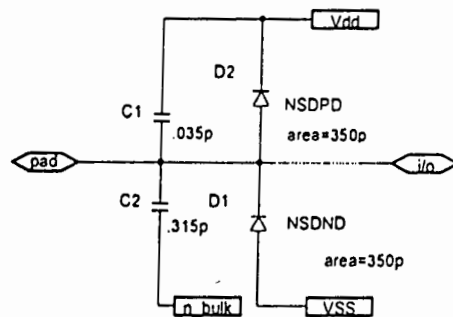 Vdd
D2
C1
NSDPD
.035p
area=350p
pad
i/o
C2
D1
.315p
NSDND
area=350p
n_bulk
VSS